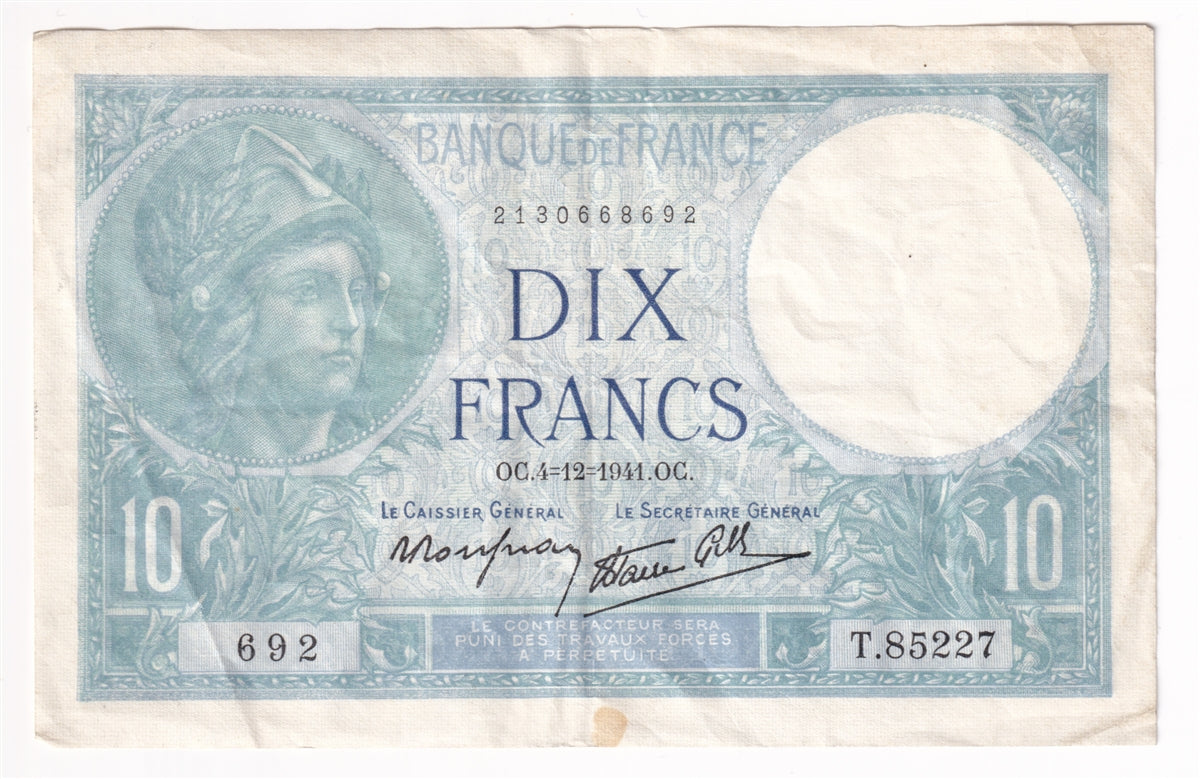 BANQUE DE FRANCE
2130668692
DIX
FRANCS
OC.4=12=1941.OC.
LE CAISSIER GÉNÉRAL LE SECRÉTAIRE GÉNÉRAL
10 10
LE CONTREFACTEUR SERA
PUNI DES TRAVAUX FORCÉS
À PERPÉTUITÉ
692 T.85227